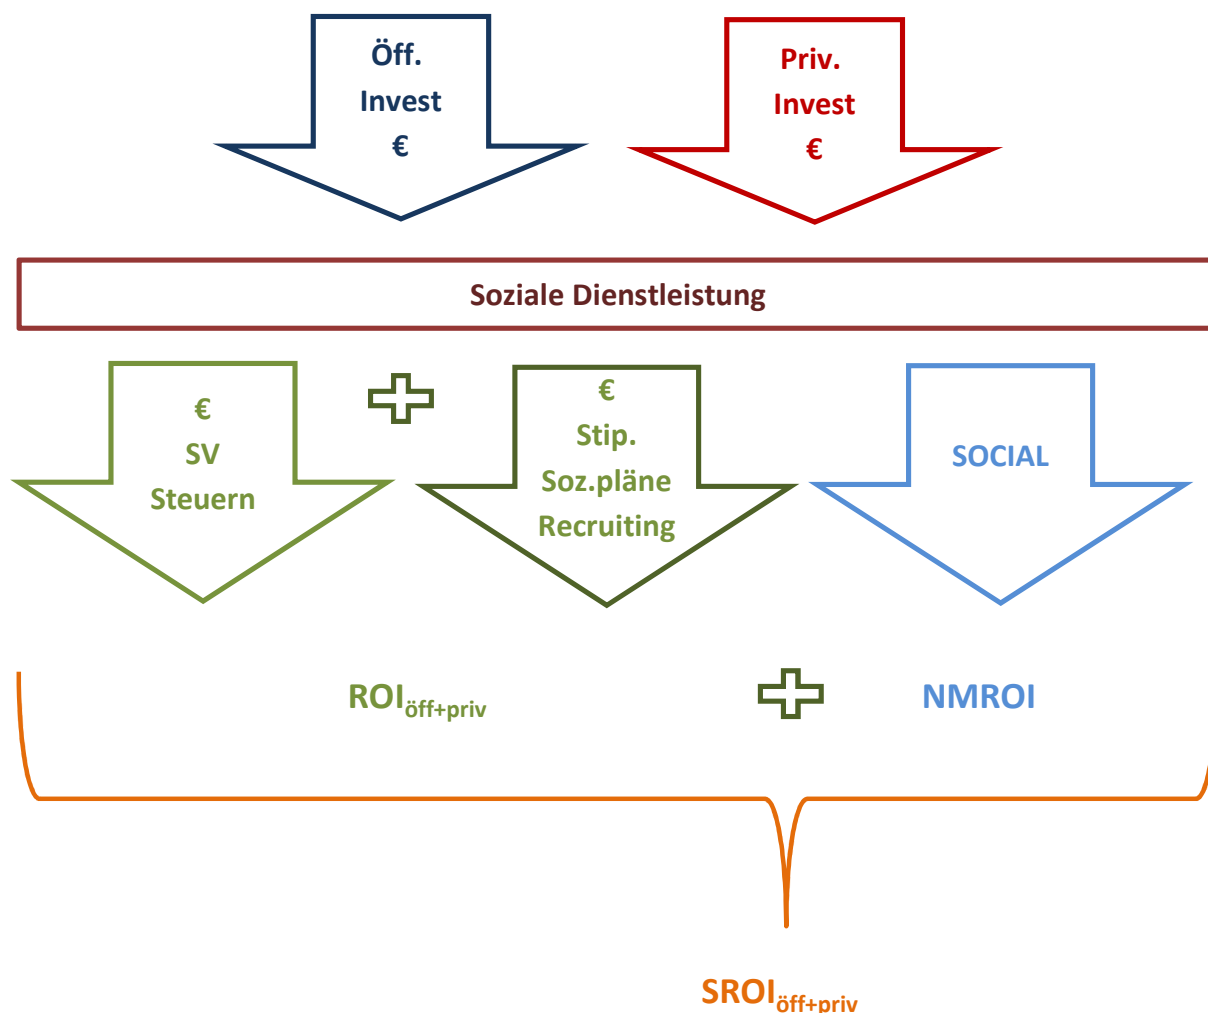 Öff.
Invest
€
Priv.
Invest
€
Soziale Dienstleistung
€
SV
Steuern
€
Stip.
Soz.pläne
Recruiting
SOCIAL
ROIöff+priv
NMROI
SROIöff+priv